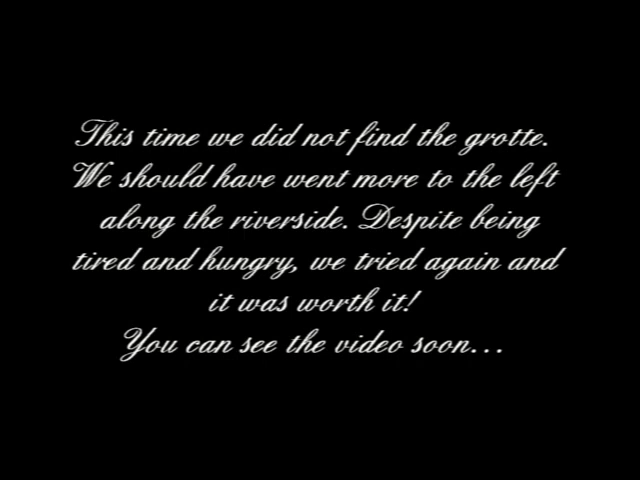 This time we did not find the grotte.
We should have went more to the left
along the riverside. Despite being
tired and hungry, we tried again and
it was worth it!
You can see the video soon...